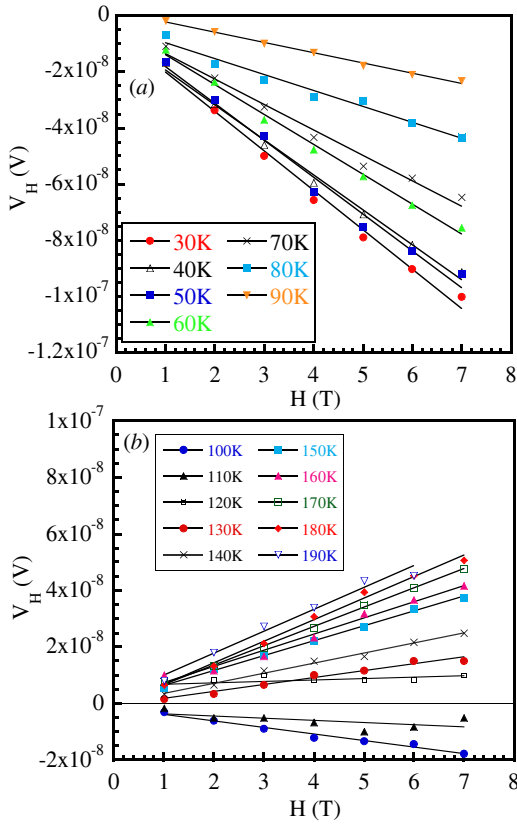 0
-2x10⁻⁸
(a)
-4x10⁻⁸
V_H (V)
-6x10⁻⁸
-8x10⁻⁸
30K 70K
40K 80K
50K 90K
60K
-1x10⁻⁷
-1.2x10⁻⁷
0 1 2 3 4 5 6 7 8
H (T)
1x10⁻⁷
(b)
100K 150K
110K 160K
120K 170K
130K 180K
140K 190K
8x10⁻⁸
6x10⁻⁸
V_H (V)
4x10⁻⁸
2x10⁻⁸
0
-2x10⁻⁸
0 1 2 3 4 5 6 7 8
H (T)